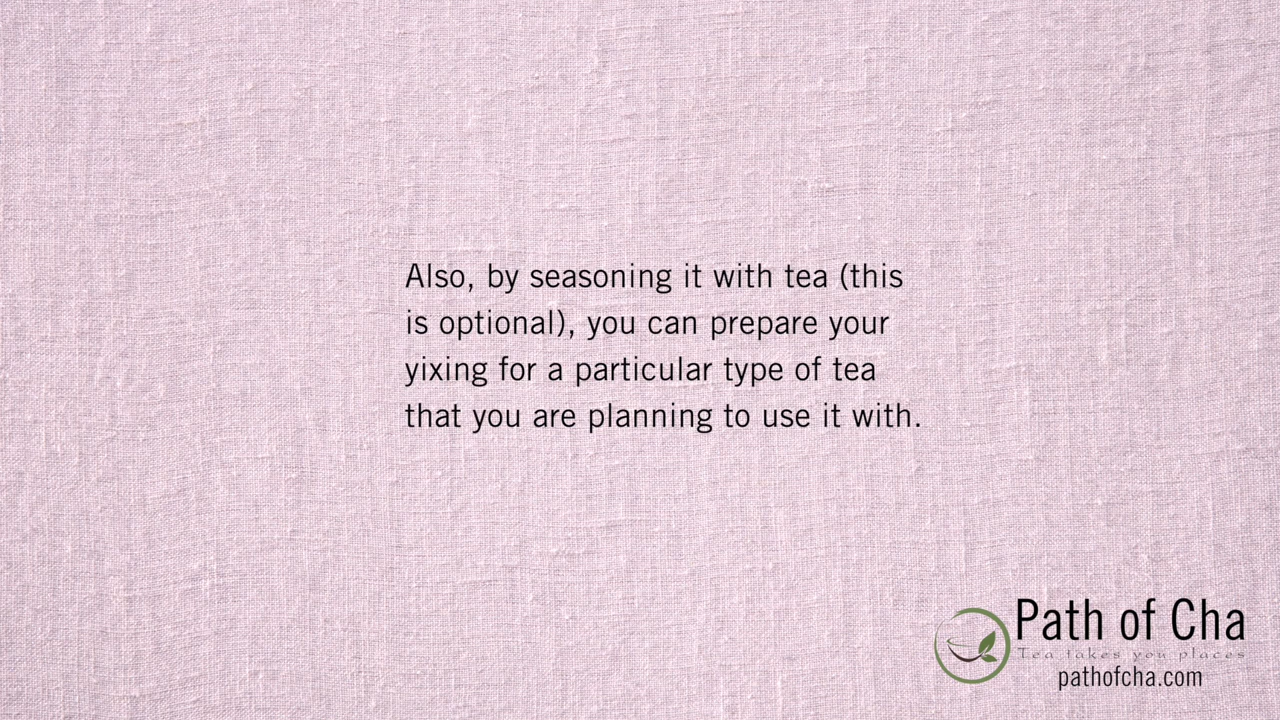 Also, by seasoning it with tea (this
is optional), you can prepare your
yixing for a particular type of tea
that you are planning to use it with.
Path of Cha
Tea takes you places
pathofcha.com